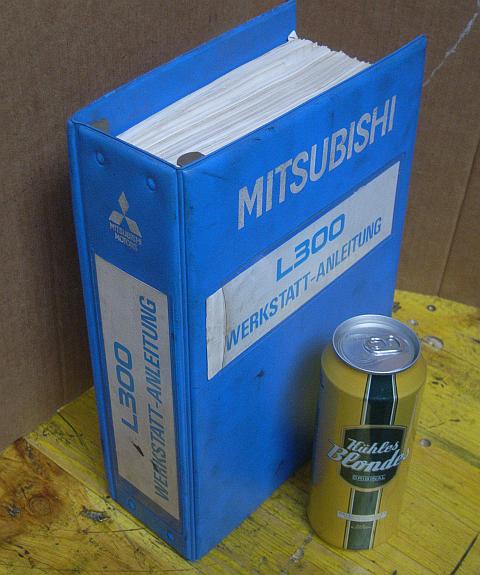 MITSUBISHI
MOTORS
L300
WERKSTATT-ANLEITUNG
MITSUBISHI
L300
WERKSTATT-ANLEITUNG
Kühles
Blondes
ORIGINAL